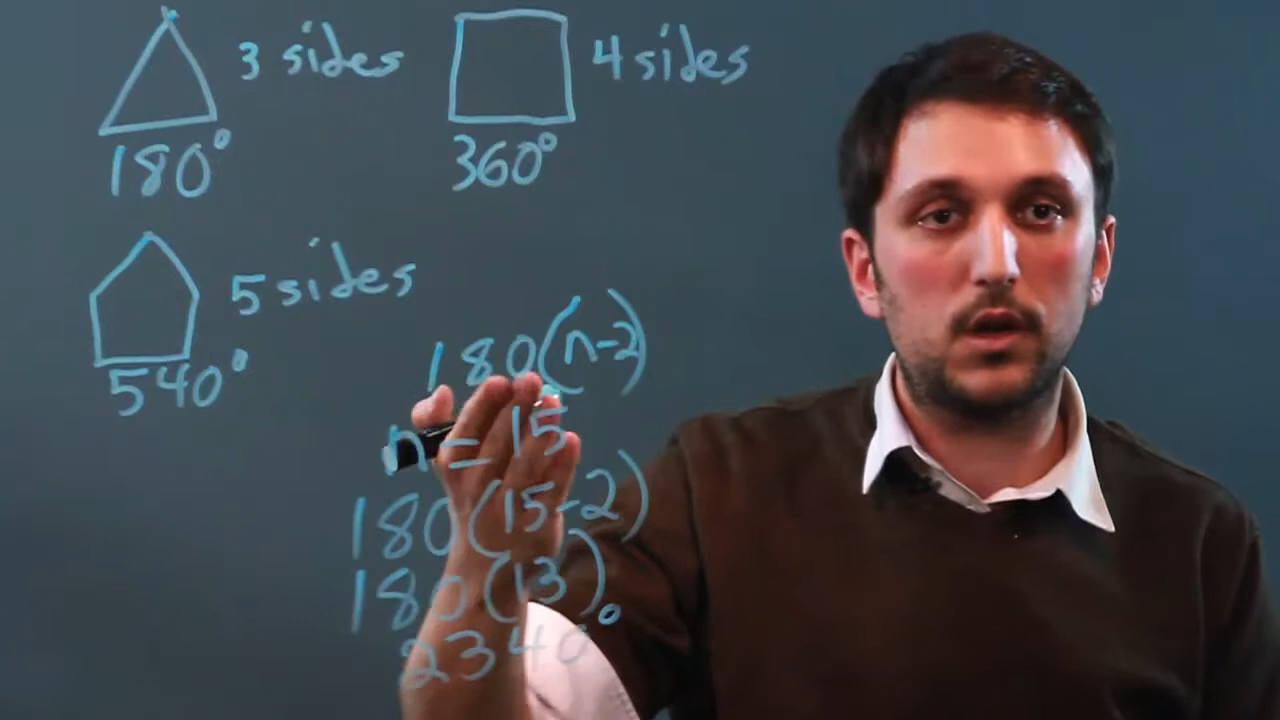 3 sides
4 sides
180°
360°
5 sides
540°
180(n-2)
n = 15
180(15-2)
180(13)
2340°